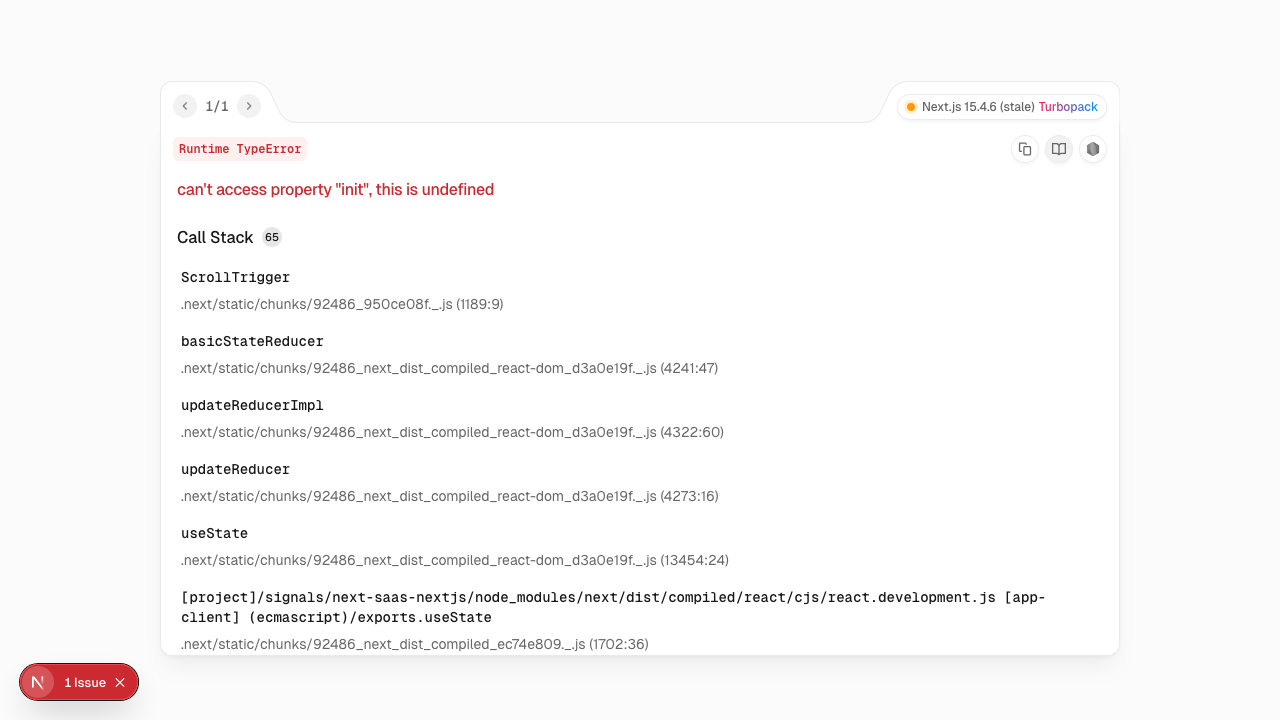 1/1
Next.js 15.4.6 (stale) Turbopack
Runtime TypeError
can't access property "init", this is undefined
Call Stack 65
ScrollTrigger
.next/static/chunks/92486_950ce08f._.js (1189:9)
basicStateReducer
.next/static/chunks/92486_next_dist_compiled_react-dom_d3a0e19f._.js (4241:47)
updateReducerImpl
.next/static/chunks/92486_next_dist_compiled_react-dom_d3a0e19f._.js (4322:60)
updateReducer
.next/static/chunks/92486_next_dist_compiled_react-dom_d3a0e19f._.js (4273:16)
useState
.next/static/chunks/92486_next_dist_compiled_react-dom_d3a0e19f._.js (13454:24)
[project]/signals/next-saas-nextjs/node_modules/next/dist/compiled/react/cjs/react.development.js [app-
client] (ecmascript)/exports.useState
.next/static/chunks/92486_next_dist_compiled_ec74e809._.js (1702:36)
1 Issue